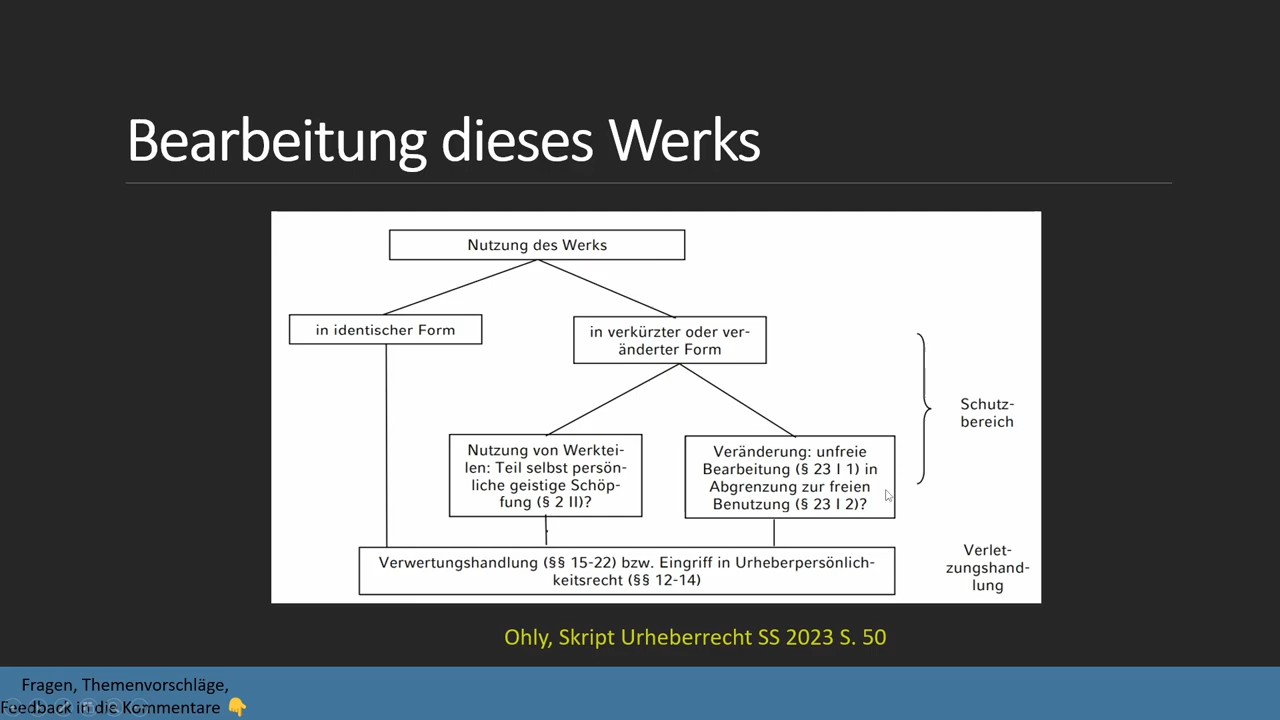 Bearbeitung dieses Werks
Nutzung des Werks
in identischer Form
in verkürzter oder ver-
änderter Form
Schutz-
bereich
Nutzung von Werktei-
len: Teil selbst persön-
liche geistige Schöp-
fung (§ 2 II)?
Veränderung: unfreie
Bearbeitung (§ 23 I 1) in
Abgrenzung zur freien
Benutzung (§ 23 I 2)?
Verwertungshandlung (§§ 15-22) bzw. Eingriff in Urheberpersönlich-
keitsrecht (§§ 12-14)
Verlet-
zungshand-
lung
Ohly, Skript Urheberrecht SS 2023 S. 50
Fragen, Themenvorschläge,
Feedback in die Kommentare 👇